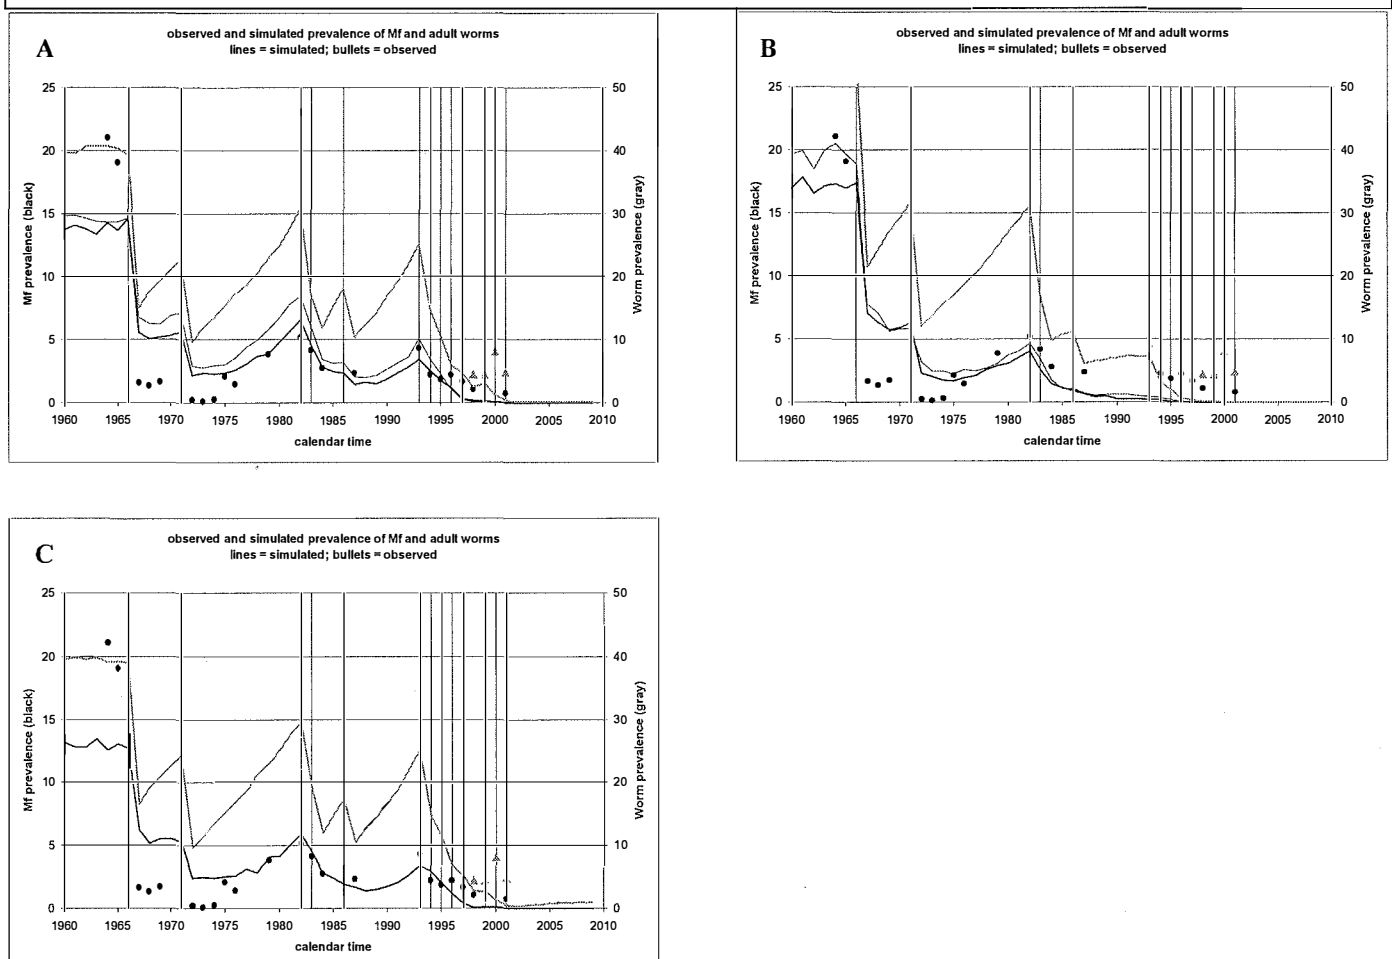 A
observed and simulated prevalence of Mf and adult worms
lines = simulated; bullets = observed
25
20
15
10
5
0
Mf prevalence (black)
50
40
30
20
10
0
Worm prevalence (gray)
1960 1965 1970 1975 1980 1985 1990 1995 2000 2005 2010
calendar time
B
observed and simulated prevalence of Mf and adult worms
lines = simulated; bullets = observed
25
20
15
10
5
0
Mf prevalence (black)
50
40
30
20
10
0
Worm prevalence (gray)
1960 1965 1970 1975 1980 1985 1990 1995 2000 2005 2010
calendar time
C
observed and simulated prevalence of Mf and adult worms
lines = simulated; bullets = observed
25
20
15
10
5
0
Mf prevalence (black)
50
40
30
20
10
0
Worm prevalence (gray)
1960 1965 1970 1975 1980 1985 1990 1995 2000 2005 2010
calendar time